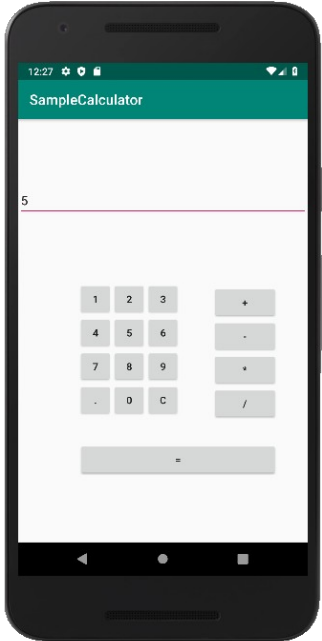 12:27
SampleCalculator
5
1 2 3 +
4 5 6 -
7 8 9 *
. 0 C /
=